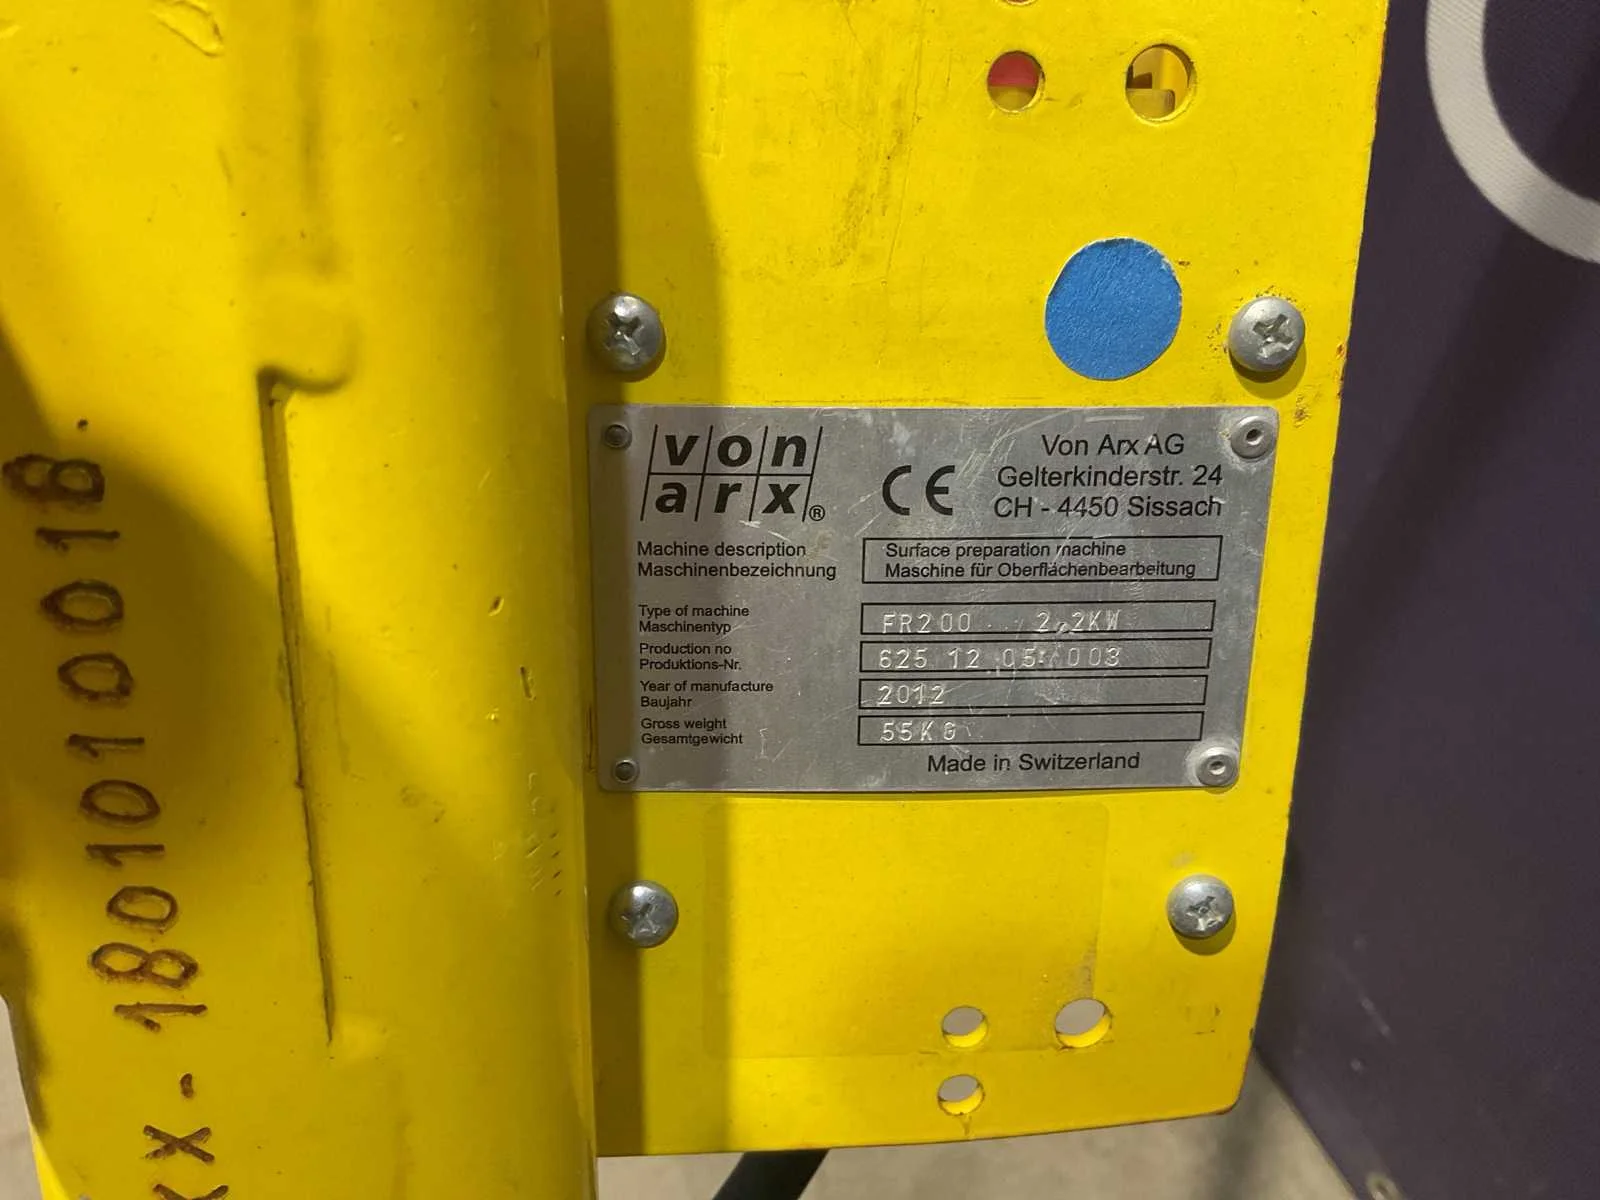 von
arx®
CE
Von Arx AG
Gelterkinderstr. 24
CH - 4450 Sissach
Machine description
Maschinenbezeichnung
Surface preparation machine
Maschine für Oberflächenbearbeitung
Type of machine
Maschinentyp
FR200 2,2KW
Production no
Produktions-Nr.
625 12 05 003
Year of manufacture
Baujahr
2012
Gross weight
Gesamtgewicht
55KG
Made in Switzerland
XX - 1801010018